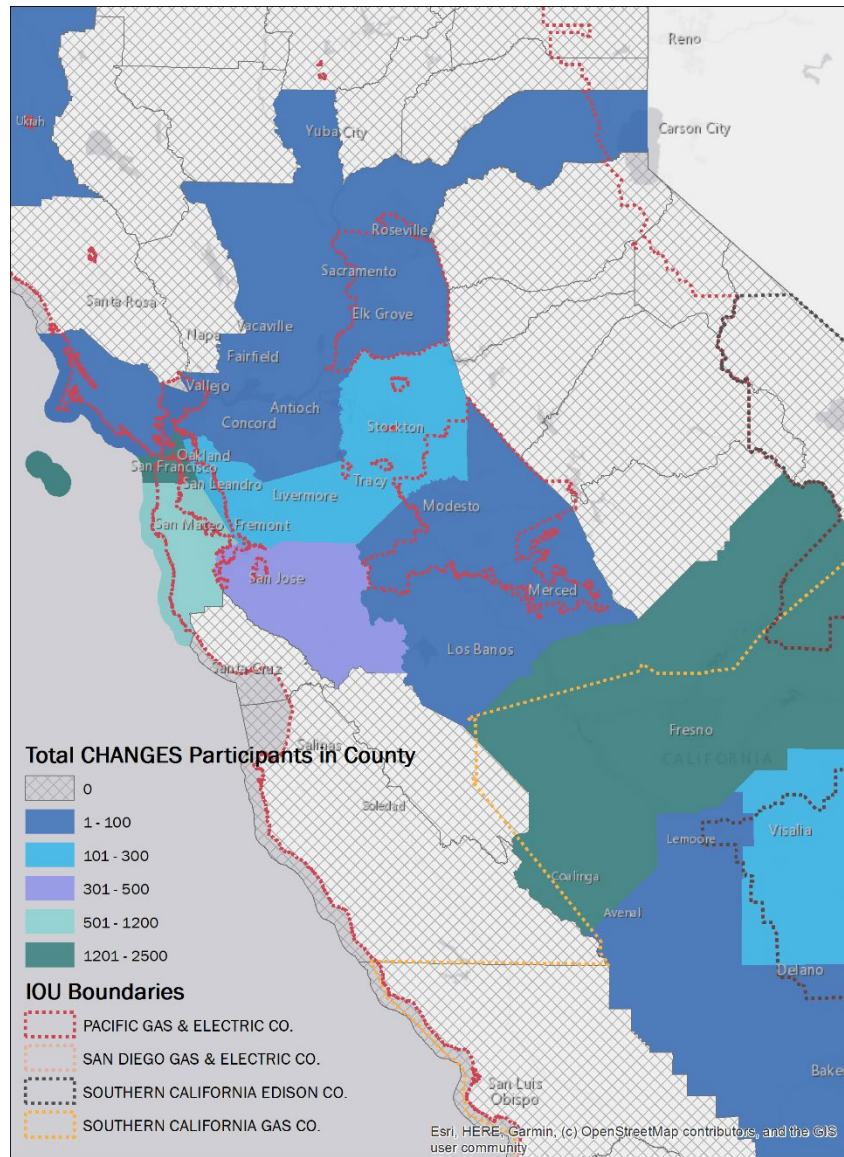 Reno
Carson City
Ukiah
Yuba City
Roseville
Sacramento
Santa Rosa
Elk Grove
Napa
Vacaville
Fairfield
Vallejo
Antioch
Concord
Stockton
Oakland
San Francisco
San Leandro
Livermore
Tracy
Modesto
San Mateo
Fremont
San Jose
Merced
Los Banos
Santa Cruz
Salinas
Fresno
CALIFORNIA
Soledad
Lemoore
Visalia
Coalinga
Avenal
Delano
Bake
San Luis
Obispo
Total CHANGES Participants in County
0
1 - 100
101 - 300
301 - 500
501 - 1200
1201 - 2500
IOU Boundaries
PACIFIC GAS & ELECTRIC CO.
SAN DIEGO GAS & ELECTRIC CO.
SOUTHERN CALIFORNIA EDISON CO.
SOUTHERN CALIFORNIA GAS CO.
Esri, HERE, Garmin, (c) OpenStreetMap contributors, and the GIS
user community